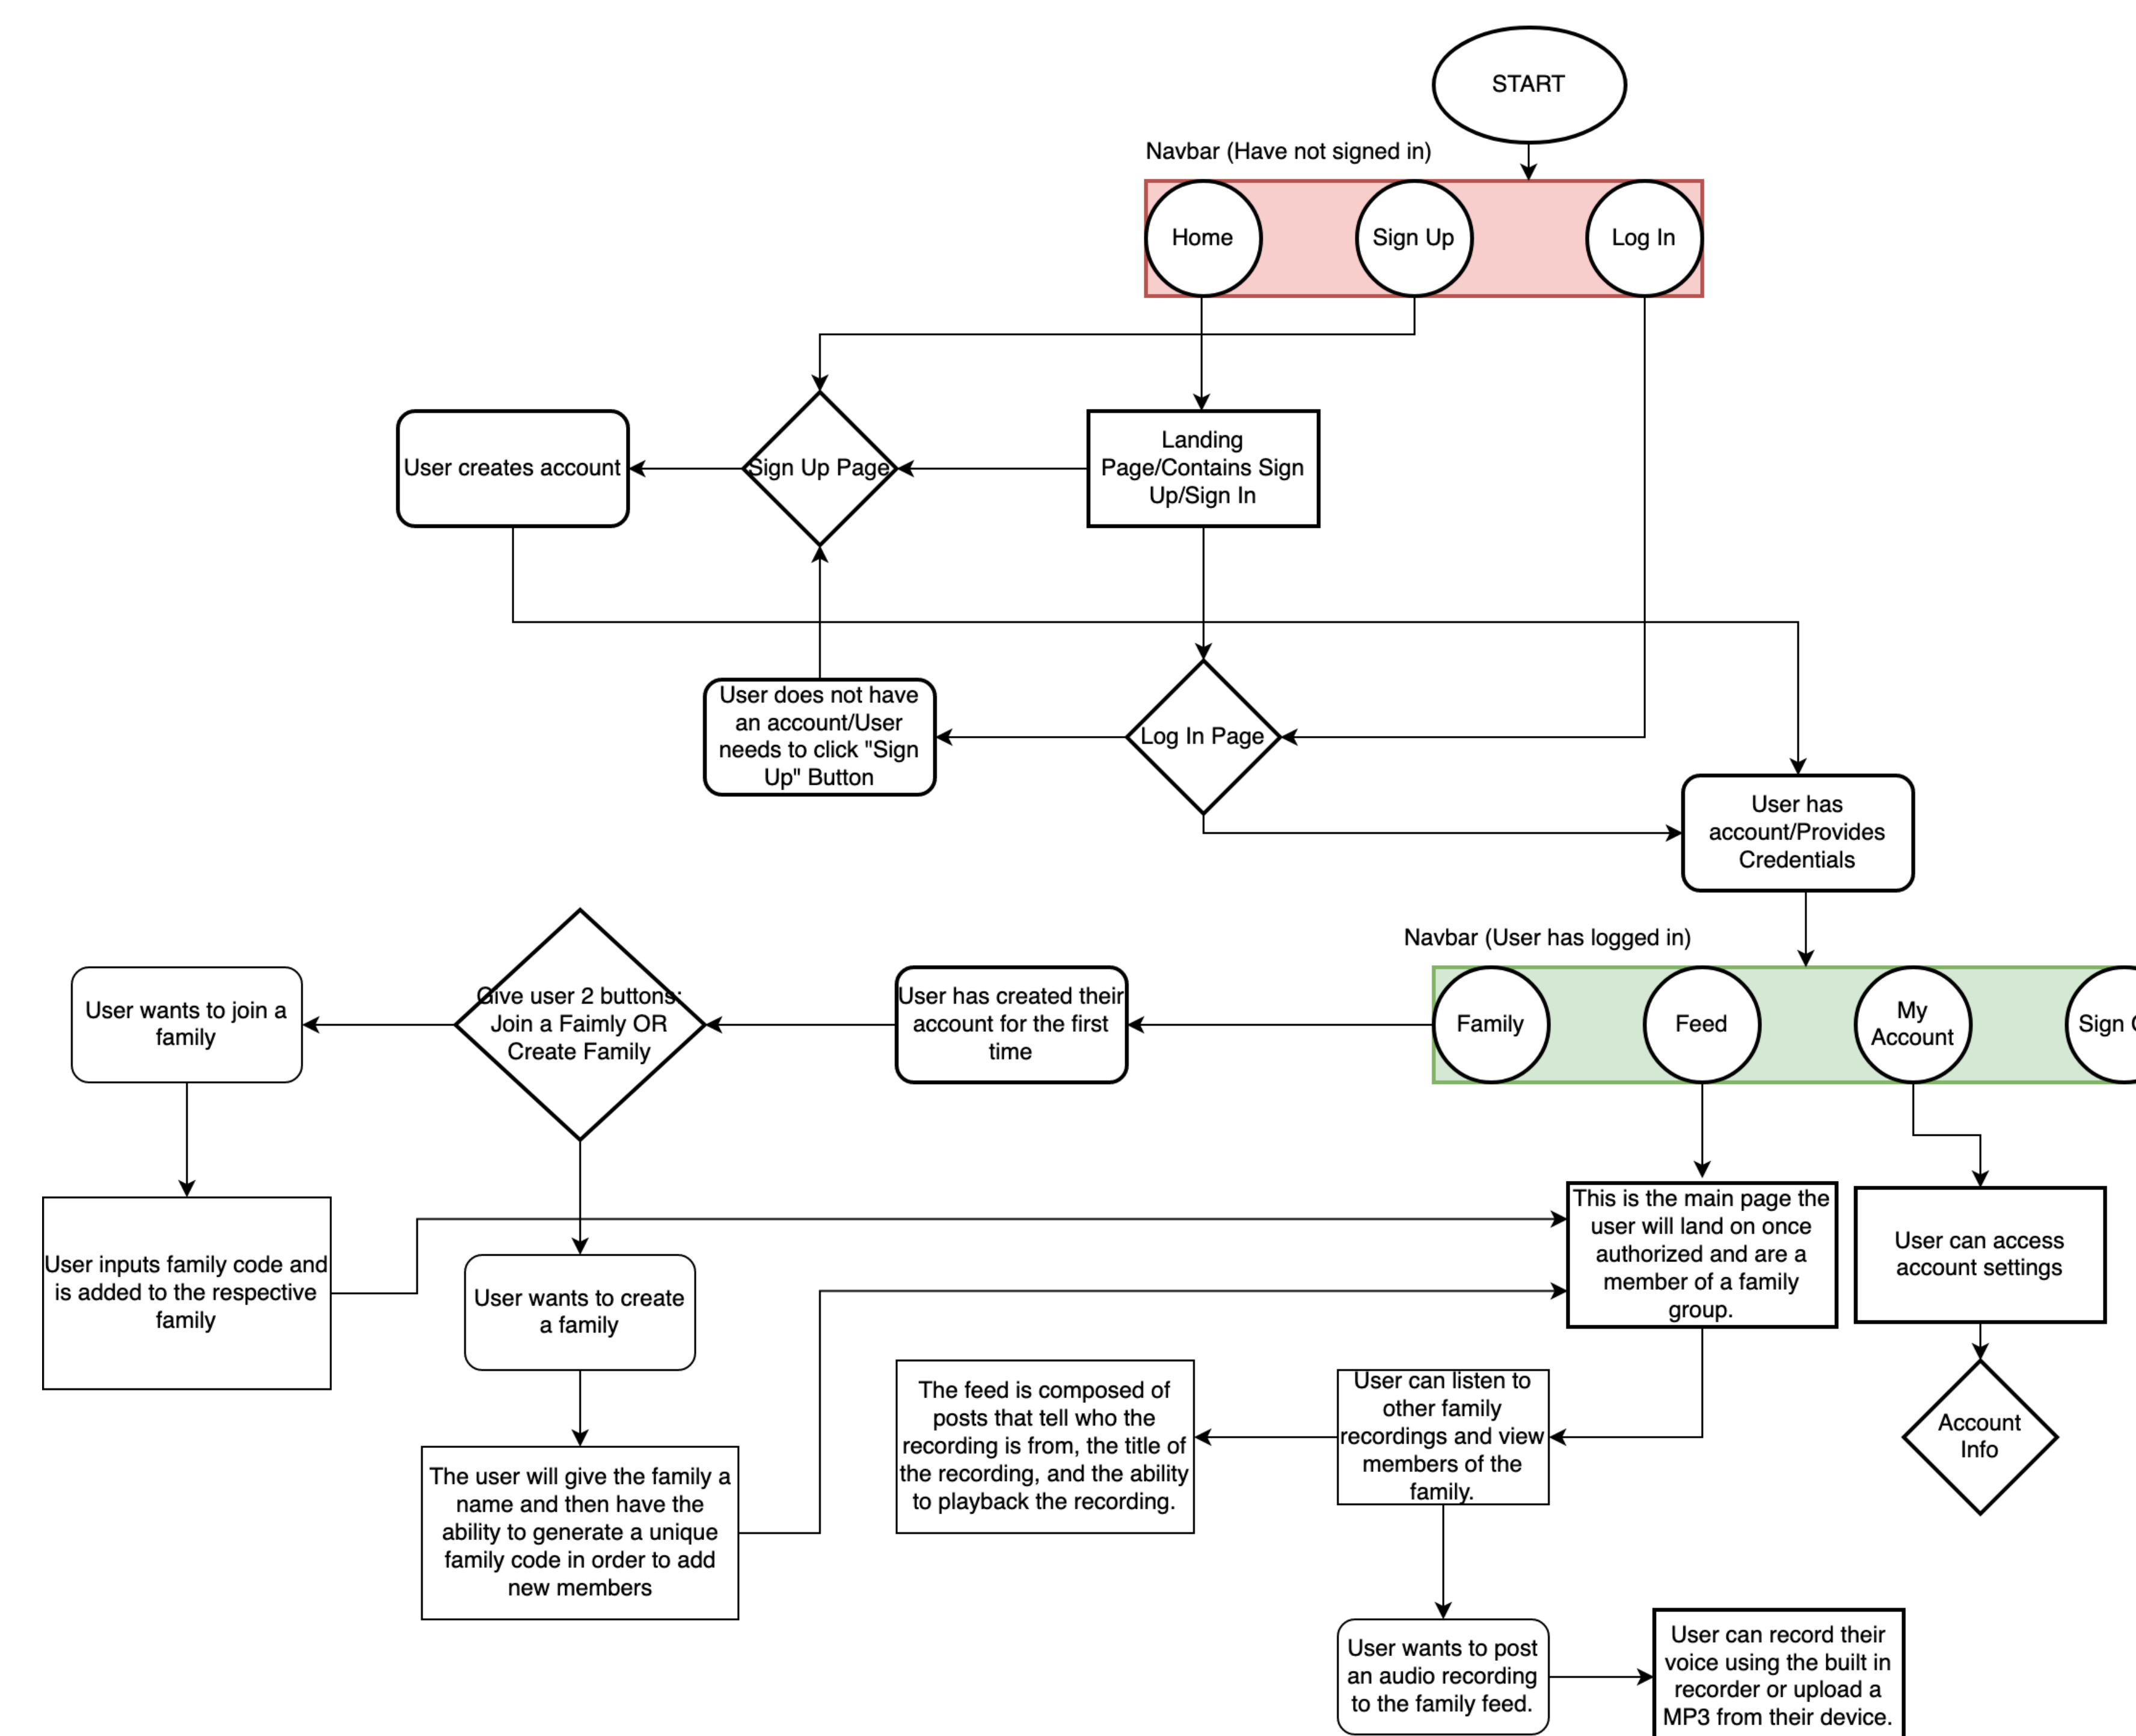 START
Navbar (Have not signed in)
Home
Sign Up
Log In
User creates account
Sign Up Page
Landing
Page/Contains Sign
Up/Sign In
User does not have
an account/User
needs to click "Sign
Up" Button
Log In Page
User has
account/Provides
Credentials
Navbar (User has logged in)
User wants to join a
family
Give user 2 buttons:
Join a Faimly OR
Create Family
User has created their
account for the first
time
Family
Feed
My
Account
Sign
User inputs family code and
is added to the respective
family
User wants to create
a family
This is the main page the
user will land on once
authorized and are a
member of a family
group.
User can access
account settings
The feed is composed of
posts that tell who the
recording is from, the title of
the recording, and the ability
to playback the recording.
User can listen to
other family
recordings and view
members of the
family.
Account
Info
The user will give the family a
name and then have the
ability to generate a unique
family code in order to add
new members
User wants to post
an audio recording
to the family feed.
User can record their
voice using the built in
recorder or upload a
MP3 from their device.